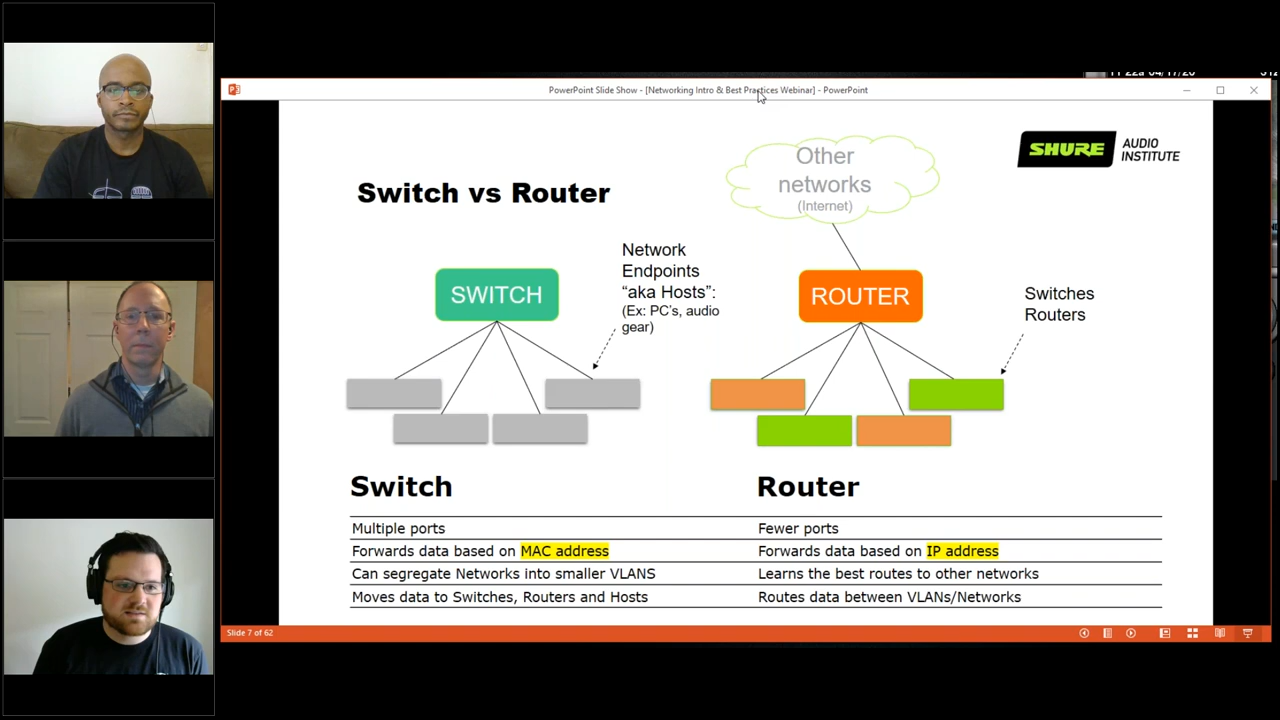 PowerPoint Slide Show - [Networking Intro & Best Practices Webinar] - PowerPoint
SHURE AUDIO INSTITUTE
Switch vs Router
Other
networks
(Internet)
Network
Endpoints
“aka Hosts”:
(Ex: PC's, audio
gear)
SWITCH
ROUTER
Switches
Routers
Switch
Router
Multiple ports
Fewer ports
Forwards data based on MAC address
Forwards data based on IP address
Can segregate Networks into smaller VLANS
Learns the best routes to other networks
Moves data to Switches, Routers and Hosts
Routes data between VLANs/Networks
Slide 7 of 62